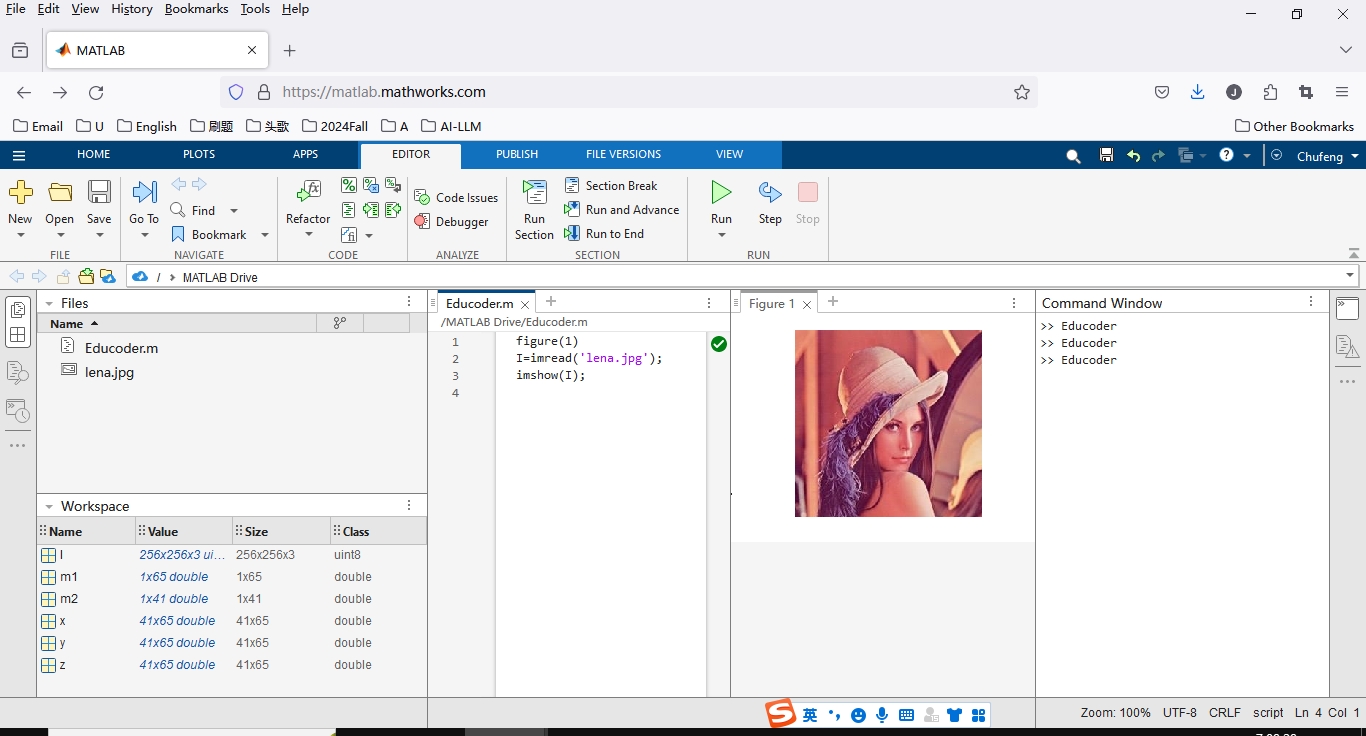 File Edit View History Bookmarks Tools Help
MATLAB
https://matlab.mathworks.com
J
Email U English 刷题 头歌 2024Fall A AI-LLM Other Bookmarks
HOME PLOTS APPS EDITOR PUBLISH FILE VERSIONS VIEW Chufeng
New Open Save Go To Find Bookmark Refactor Code Issues Debugger Run Section Section Break Run and Advance Run to End Run Step Stop
FILE NAVIGATE CODE ANALYZE SECTION RUN
/ MATLAB Drive
Files
Name
Educoder.m
lena.jpg
Workspace
Name Value Size Class
I 256x256x3 ui... 256x256x3 uint8
m1 1x65 double 1x65 double
m2 1x41 double 1x41 double
x 41x65 double 41x65 double
y 41x65 double 41x65 double
z 41x65 double 41x65 double
Educoder.m
/MATLAB Drive/Educoder.m
1 figure(1)
2 I=imread('lena.jpg');
3 imshow(I);
4
Figure 1
Command Window
>> Educoder
>> Educoder
>> Educoder
S 英
Zoom: 100% UTF-8 CRLF script Ln 4 Col 1